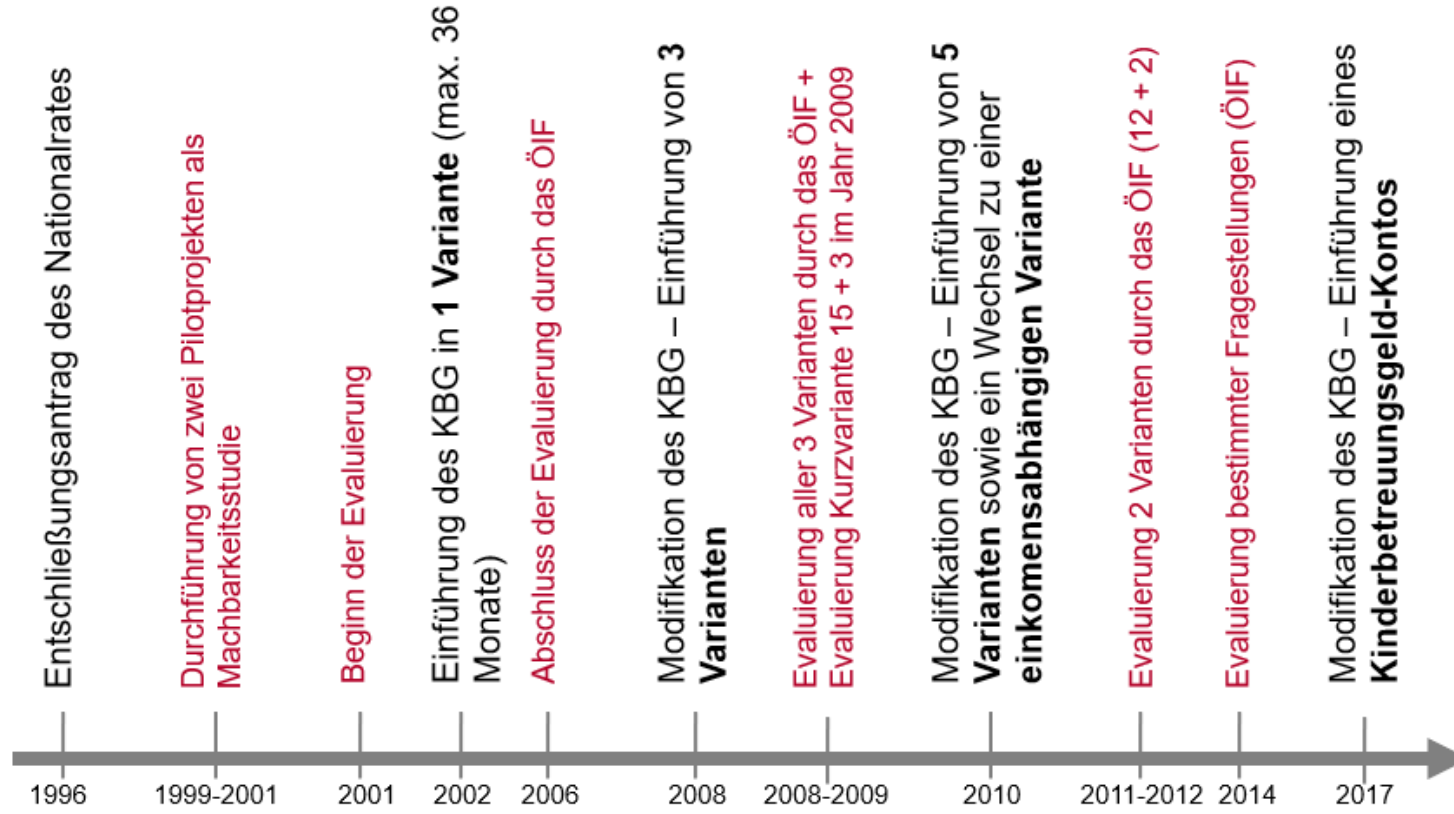 Entschließungsantrag des Nationalrates
Durchführung von zwei Pilotprojekten als
Machbarkeitsstudie
Beginn der Evaluierung
Einführung des KBG in 1 Variante (max. 36
Monate)
Abschluss der Evaluierung durch das ÖIF
Modifikation des KBG – Einführung von 3
Varianten
Evaluierung aller 3 Varianten durch das ÖIF +
Evaluierung Kurzvariante 15 + 3 im Jahr 2009
Modifikation des KBG – Einführung von 5
Varianten sowie ein Wechsel zu einer
einkomensabhängigen Variante
Evaluierung 2 Varianten durch das ÖIF (12 + 2)
Evaluierung bestimmter Fragestellungen (ÖIF)
Modifikation des KBG – Einführung eines
Kinderbetreuungsgeld-Kontos
1996
1999-2001
2001
2002
2006
2008
2008-2009
2010
2011-2012
2014
2017